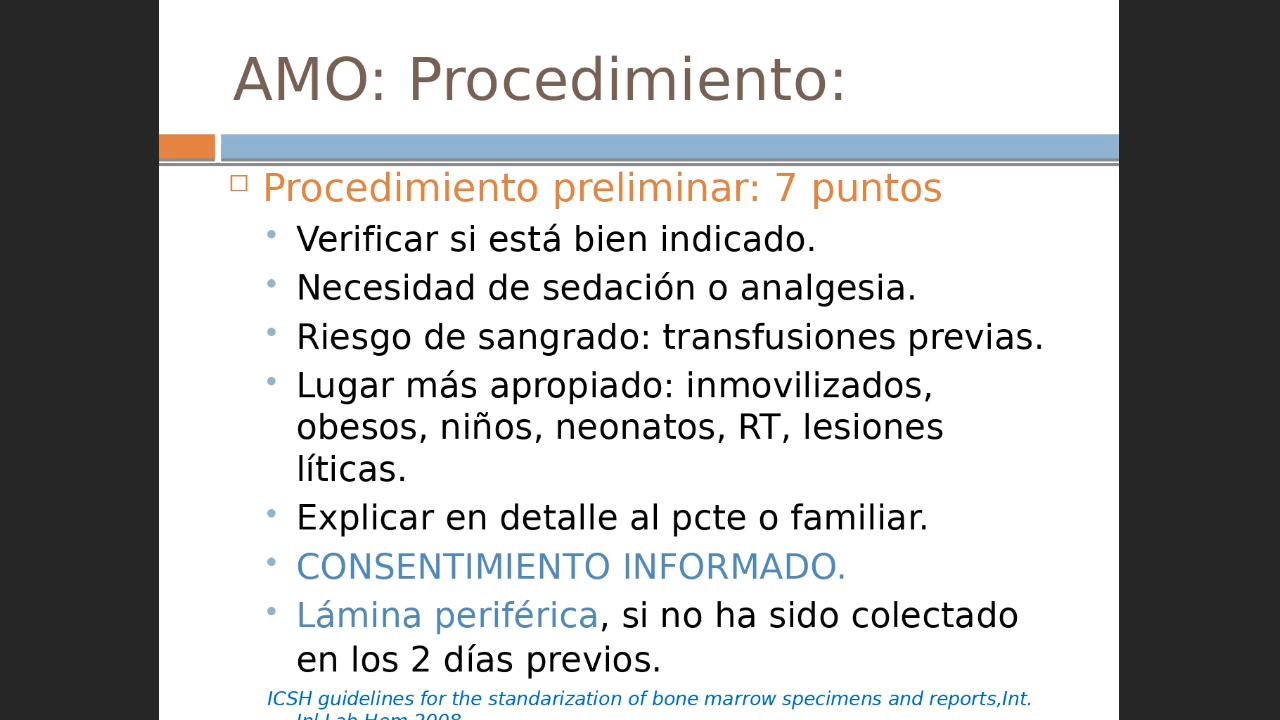 AMO: Procedimiento:
Procedimiento preliminar: 7 puntos
Verificar si está bien indicado.
Necesidad de sedación o analgesia.
Riesgo de sangrado: transfusiones previas.
Lugar más apropiado: inmovilizados,
obesos, niños, neonatos, RT, lesiones
líticas.
Explicar en detalle al pcte o familiar.
CONSENTIMIENTO INFORMADO.
Lámina periférica, si no ha sido colectado
en los 2 días previos.
ICSH guidelines for the standarization of bone marrow specimens and reports,Int.
Jnl Lab Hem 2008